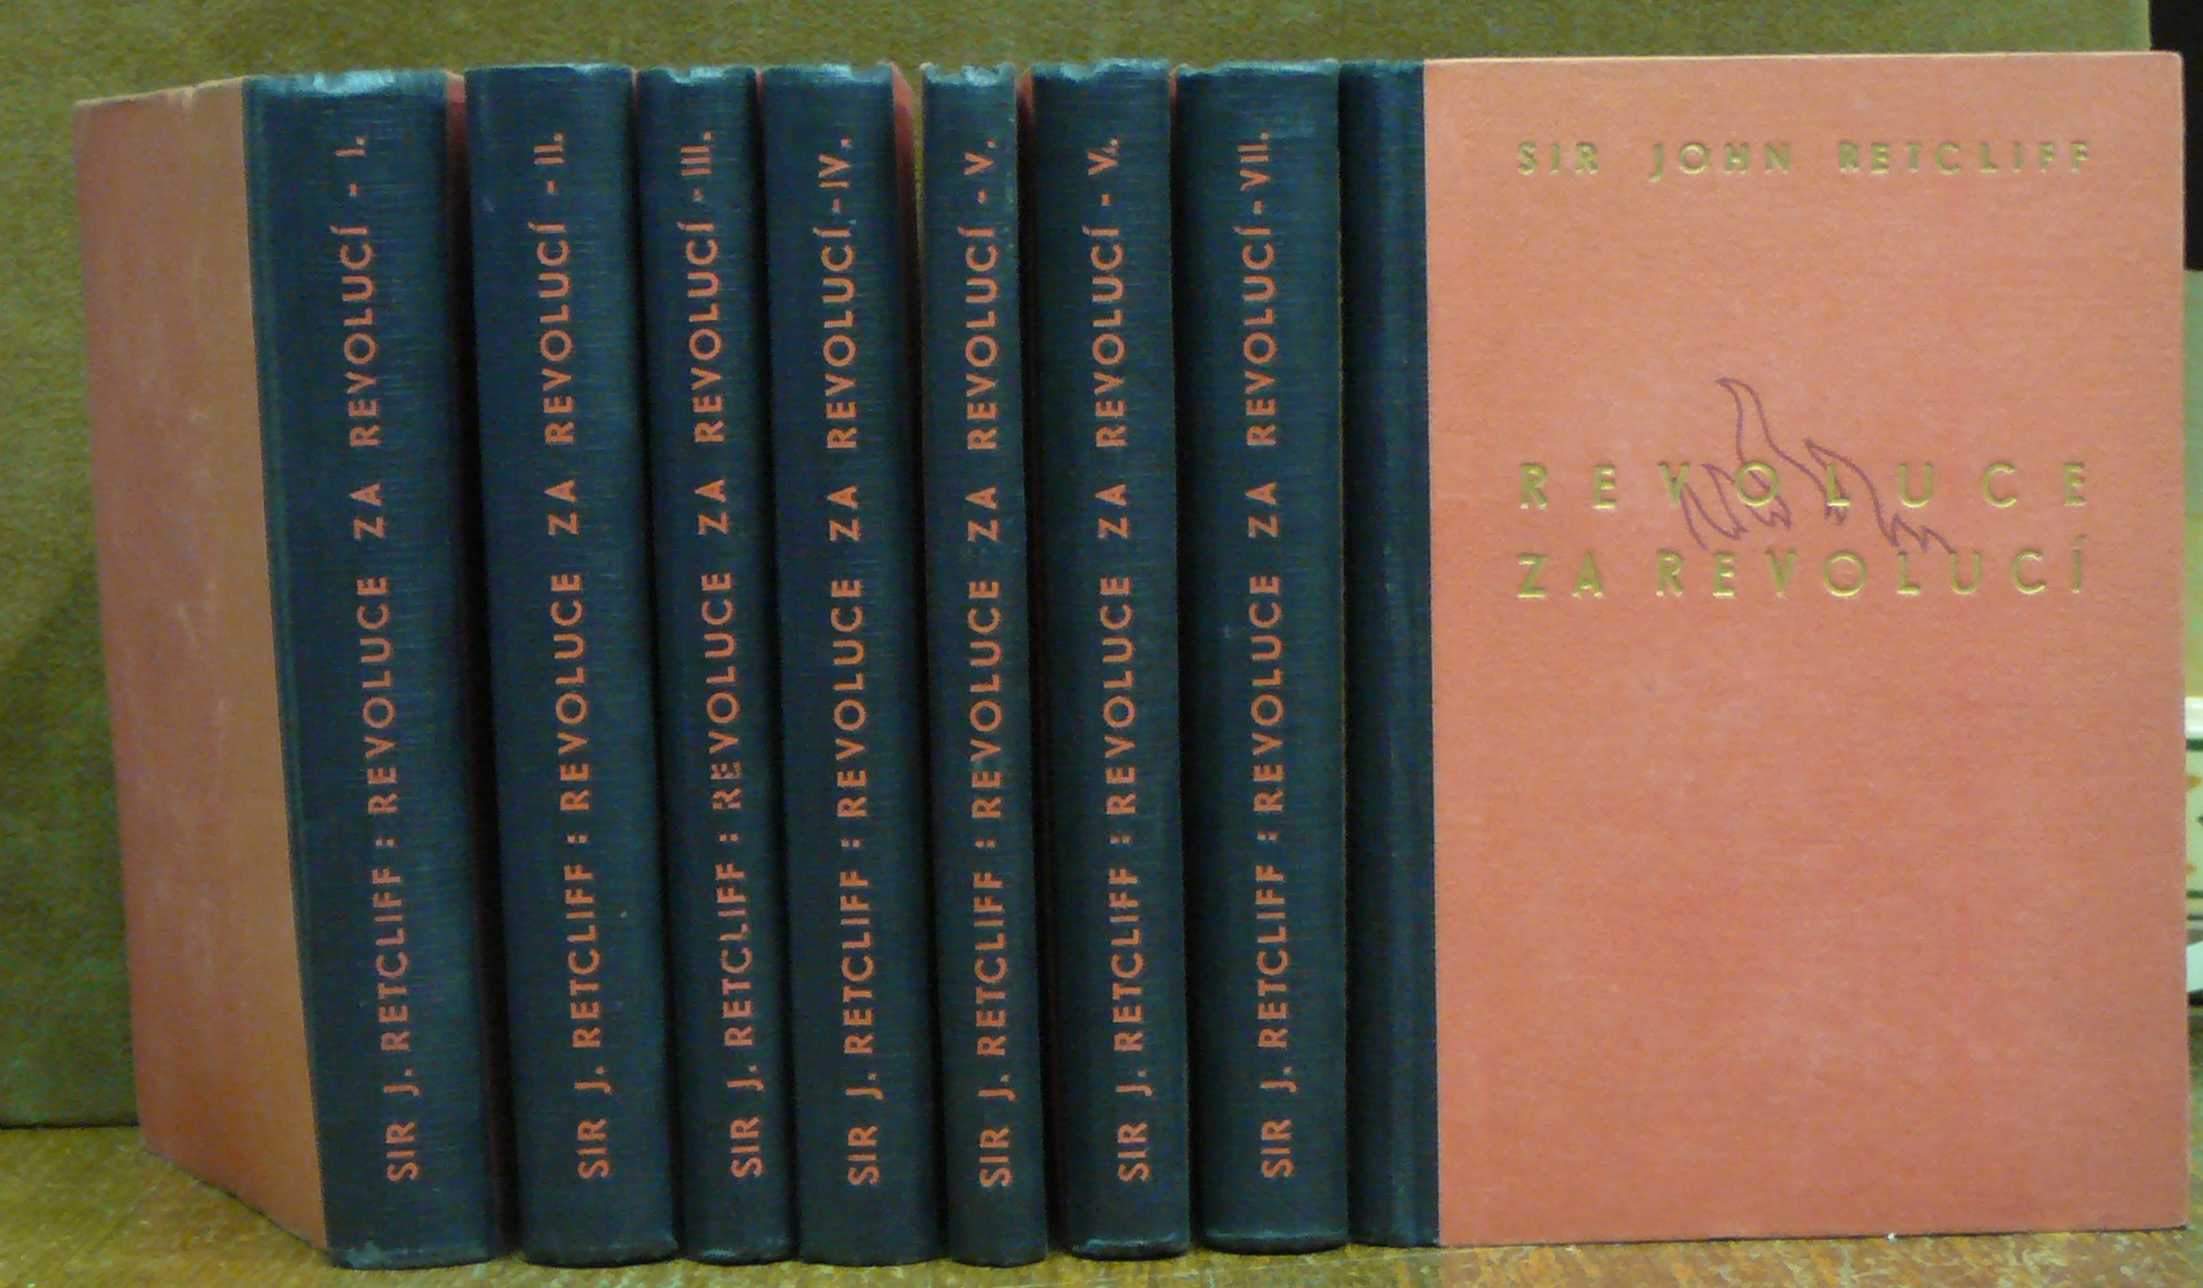 SIR J. RETCLIFF : REVOLUCE ZA REVOLUCÍ - I.
SIR J. RETCLIFF : REVOLUCE ZA REVOLUCÍ - II.
SIR J. RETCLIFF : REVOLUCE ZA REVOLUCÍ - III.
SIR J. RETCLIFF : REVOLUCE ZA REVOLUCÍ - IV.
SIR J. RETCLIFF : REVOLUCE ZA REVOLUCÍ - V.
SIR J. RETCLIFF : REVOLUCE ZA REVOLUCÍ - VI.
SIR J. RETCLIFF : REVOLUCE ZA REVOLUCÍ - VII.
SIR JOHN RETCLIFF
REVOLUCE
ZA REVOLUCÍ